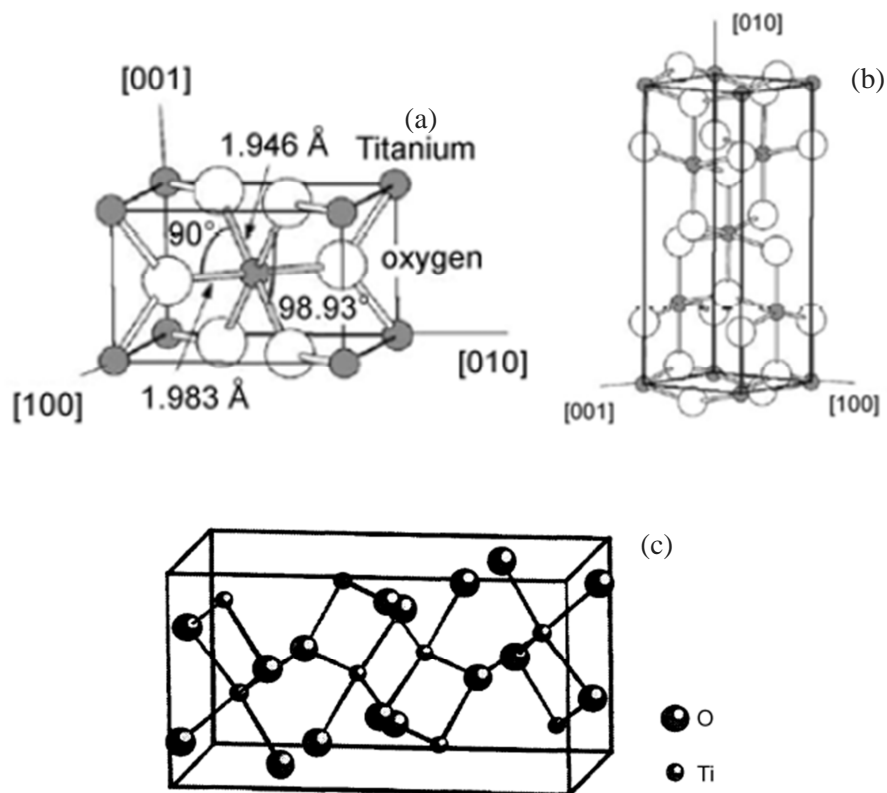 [001]
(a)
1.946 Å
Titanium
90°
oxygen
98.93°
[010]
[100]
1.983 Å
[010]
(b)
[001]
[100]
(c)
O
Ti